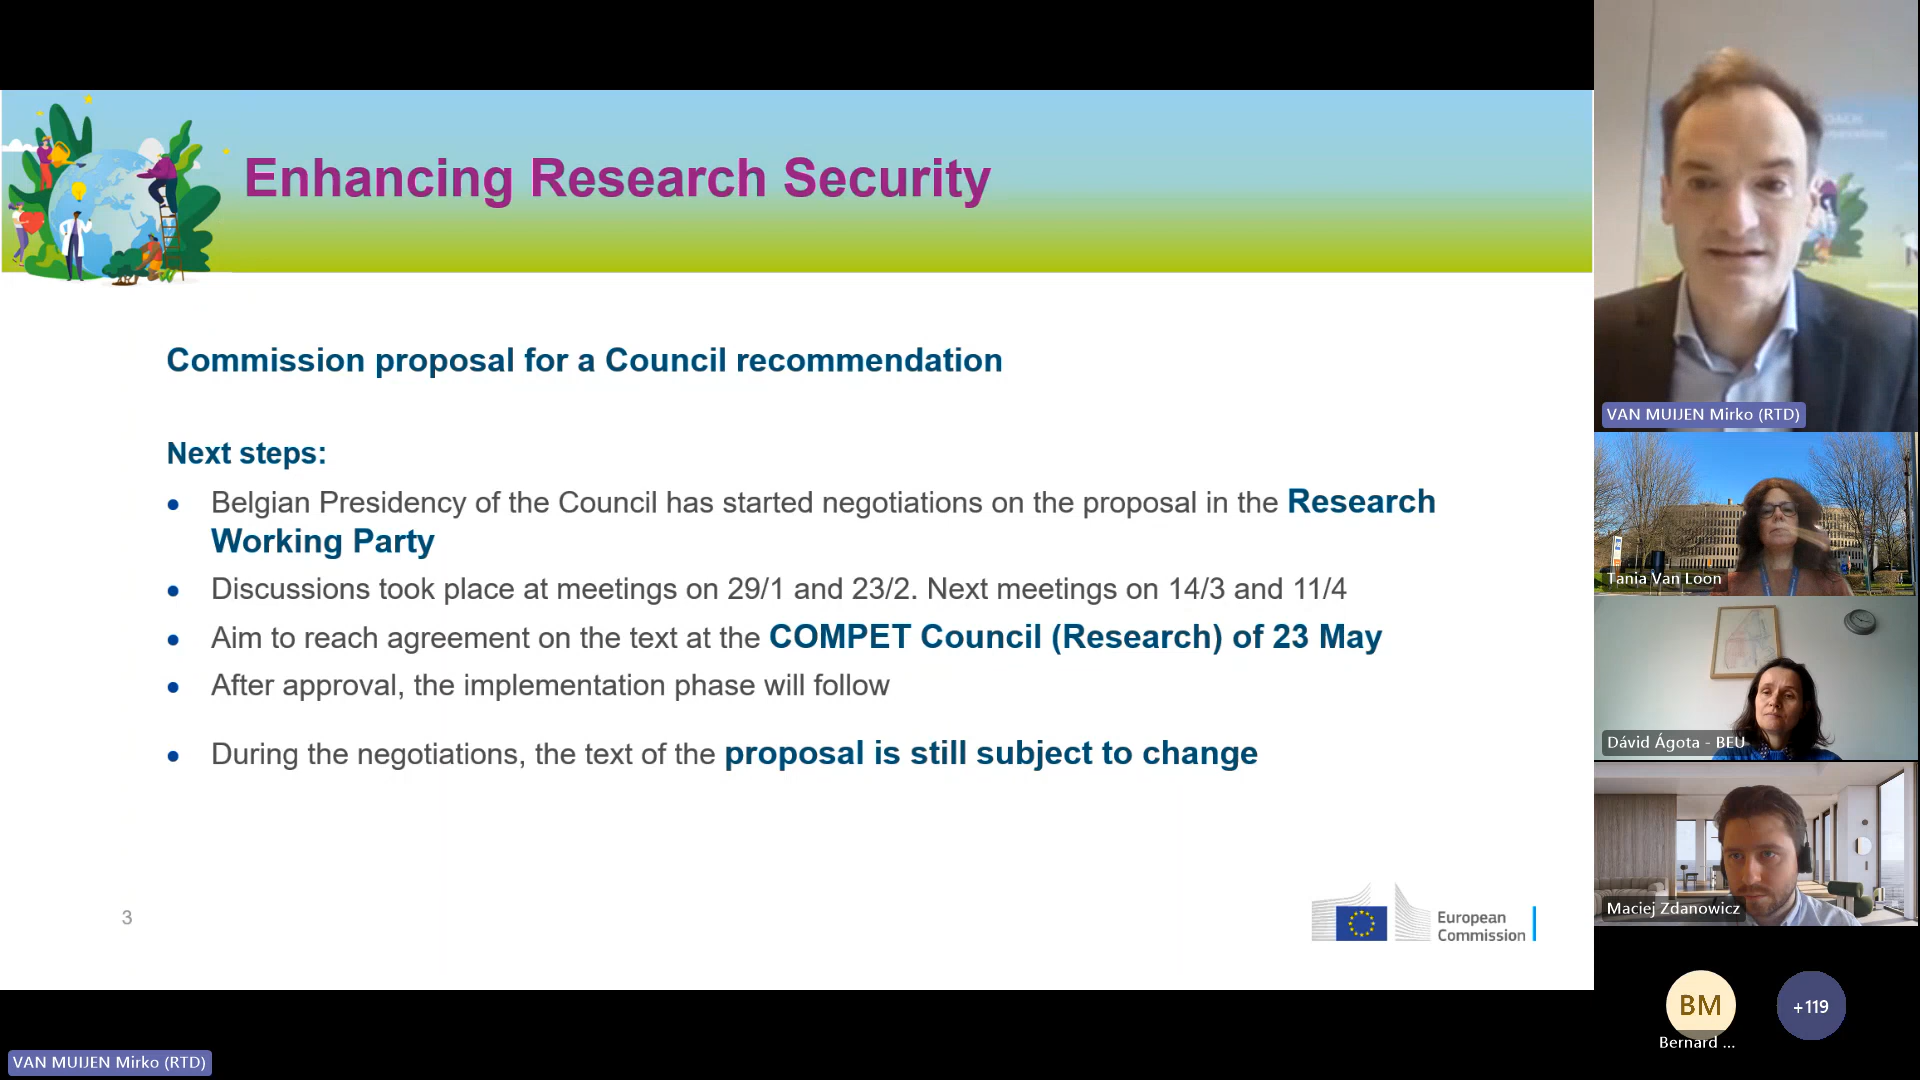 Enhancing Research Security
Commission proposal for a Council recommendation
Next steps:
• Belgian Presidency of the Council has started negotiations on the proposal in the Research
Working Party
• Discussions took place at meetings on 29/1 and 23/2. Next meetings on 14/3 and 11/4
• Aim to reach agreement on the text at the COMPET Council (Research) of 23 May
• After approval, the implementation phase will follow
• During the negotiations, the text of the proposal is still subject to change
3
European
Commission
VAN MUIJEN Mirko (RTD)
Tania Van Loon
Dávid Ágota - BEU
Maciej Zdanowicz
BM
Bernard ...
+119
VAN MUIJEN Mirko (RTD)